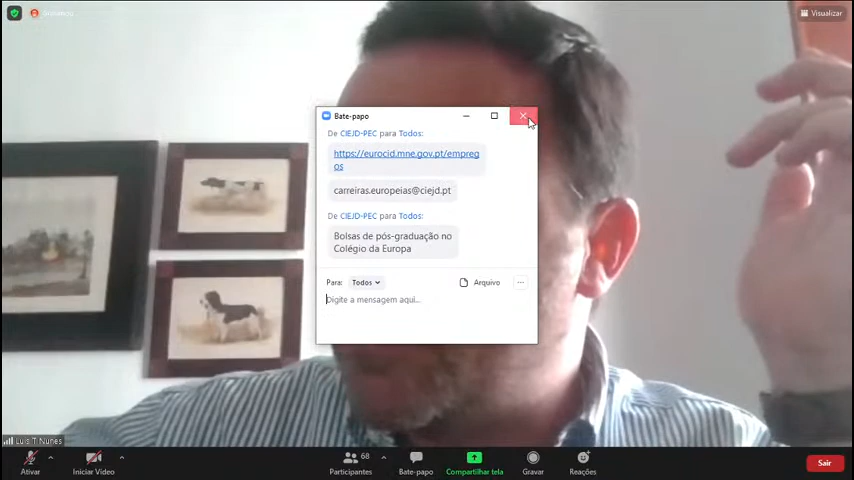 Gravando...
Visualizar
Bate-papo
De CIEJD-PEC para Todos:
https://eurocid.mne.gov.pt/empreg
os
carreiras.europeias@ciejd.pt
De CIEJD-PEC para Todos:
Bolsas de pós-graduação no
Colégio da Europa
Para: Todos Arquivo ...
Digite a mensagem aqui...
Luis T Nunes
Ativar
Iniciar Vídeo
Participantes 68
Bate-papo
Compartilhar tela
Gravar
Reações
Sair